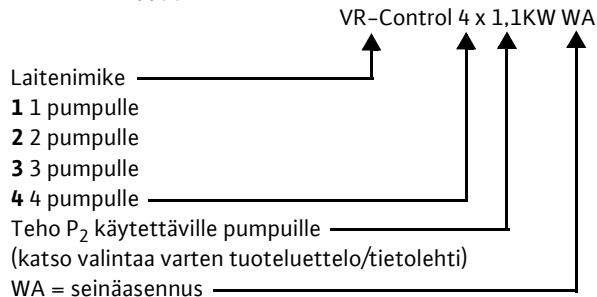 VR-Control 4 x 1,1KW WA
Laitenimike
1 1 pumpulle
2 2 pumpulle
3 3 pumpulle
4 4 pumpulle
Teho P2 käytettäville pumpuille
(katso valintaa varten tuoteluettelo/tietolehti)
WA = seinäasennus